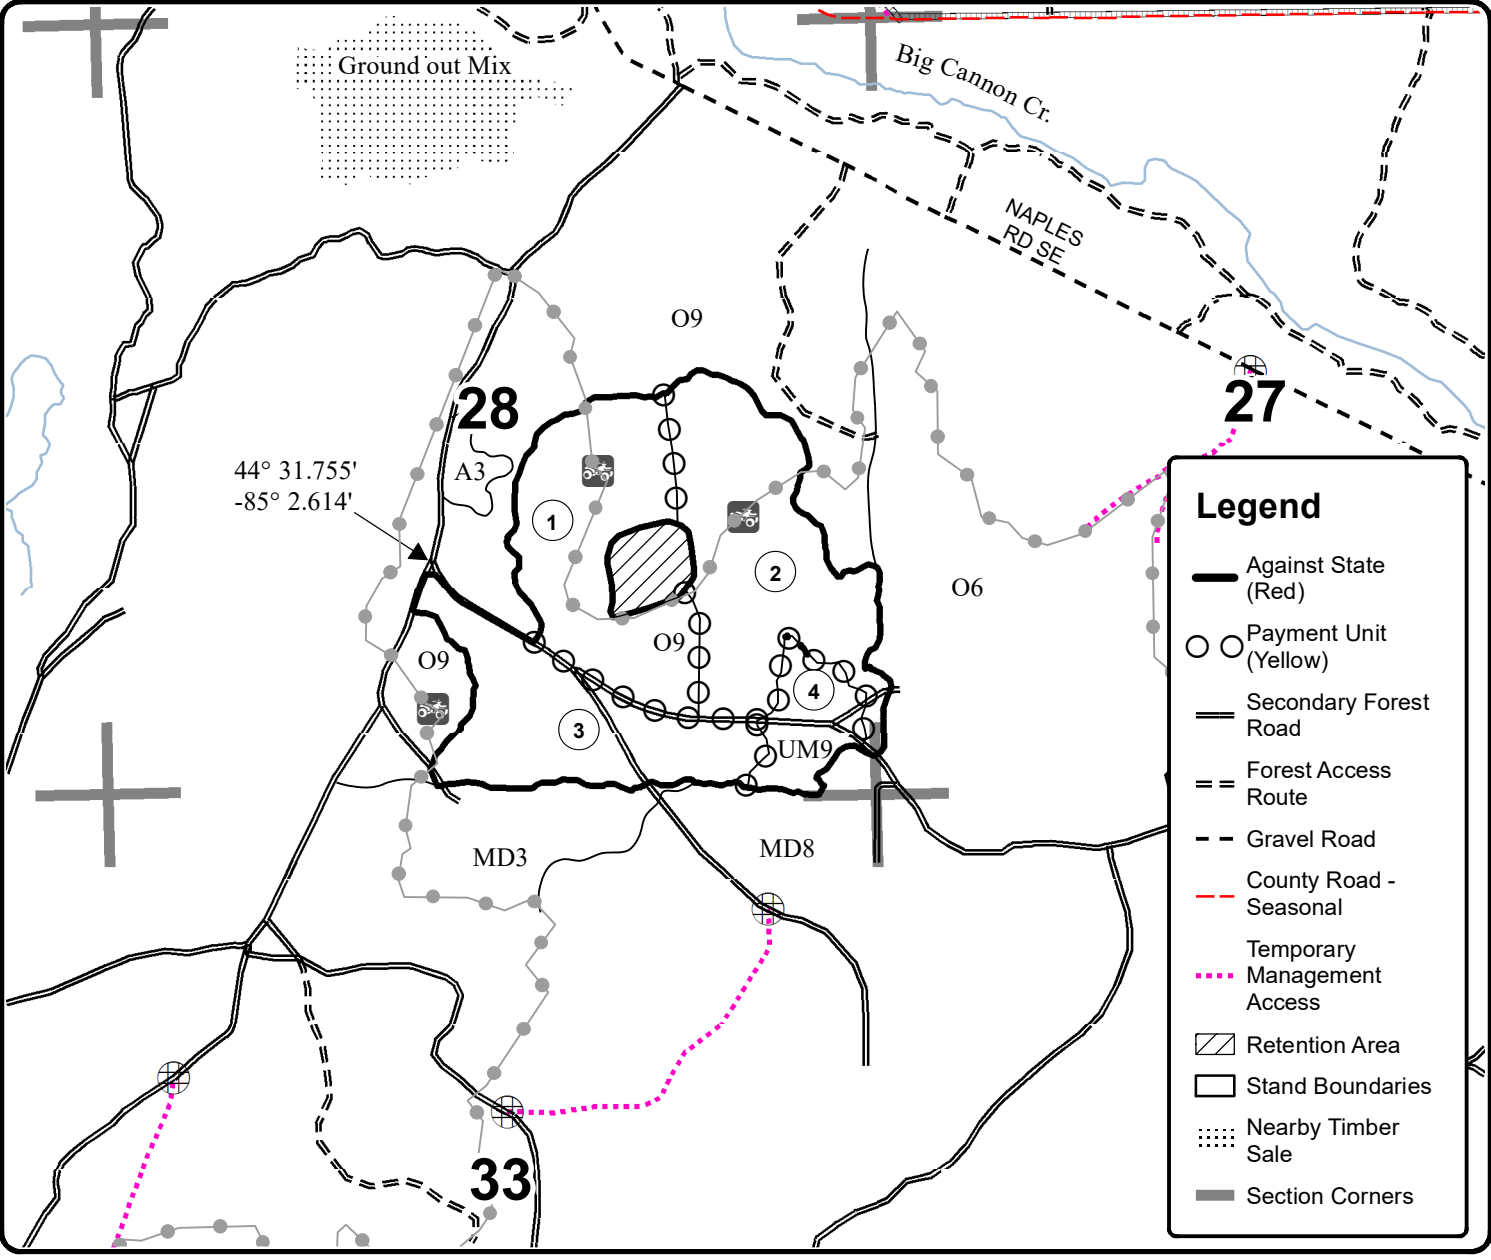 Ground out Mix
Big Cannon Cr.
NAPLES
RD SE
O9
28
27
A3
44° 31.755'
-85° 2.614'
1
2
O6
O9
O9
4
3
UM9
MD3
MD8
33
Legend
Against State
(Red)
Payment Unit
(Yellow)
Secondary Forest
Road
Forest Access
Route
Gravel Road
County Road -
Seasonal
Temporary
Management
Access
Retention Area
Stand Boundaries
Nearby Timber
Sale
Section Corners